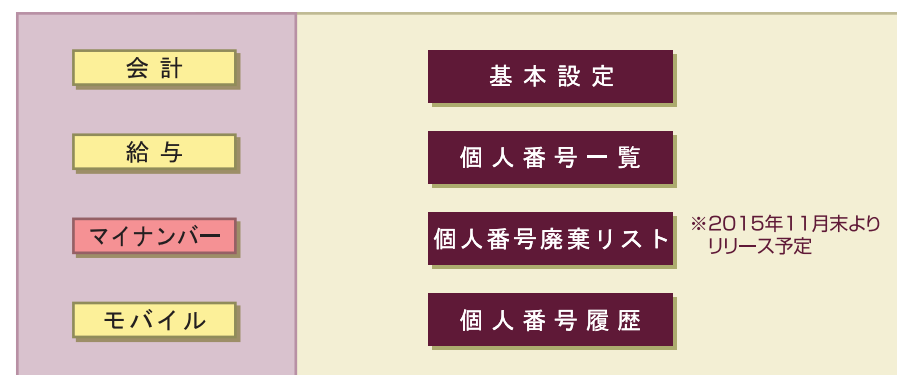 会計
給与
マイナンバー
モバイル
基本設定
個人番号一覧
個人番号廃棄リスト
※2015年11月末より
リリース予定
個人番号履歴